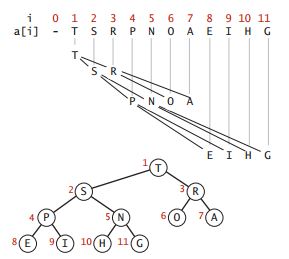 i 0 1 2 3 4 5 6 7 8 9 10 11
a[i] - T S R P N O A E I H G
T
S R
P N O A
E I H G
1 T
2 S 3 R
4 P 5 N 6 O 7 A
8 E 9 I 10 H 11 G